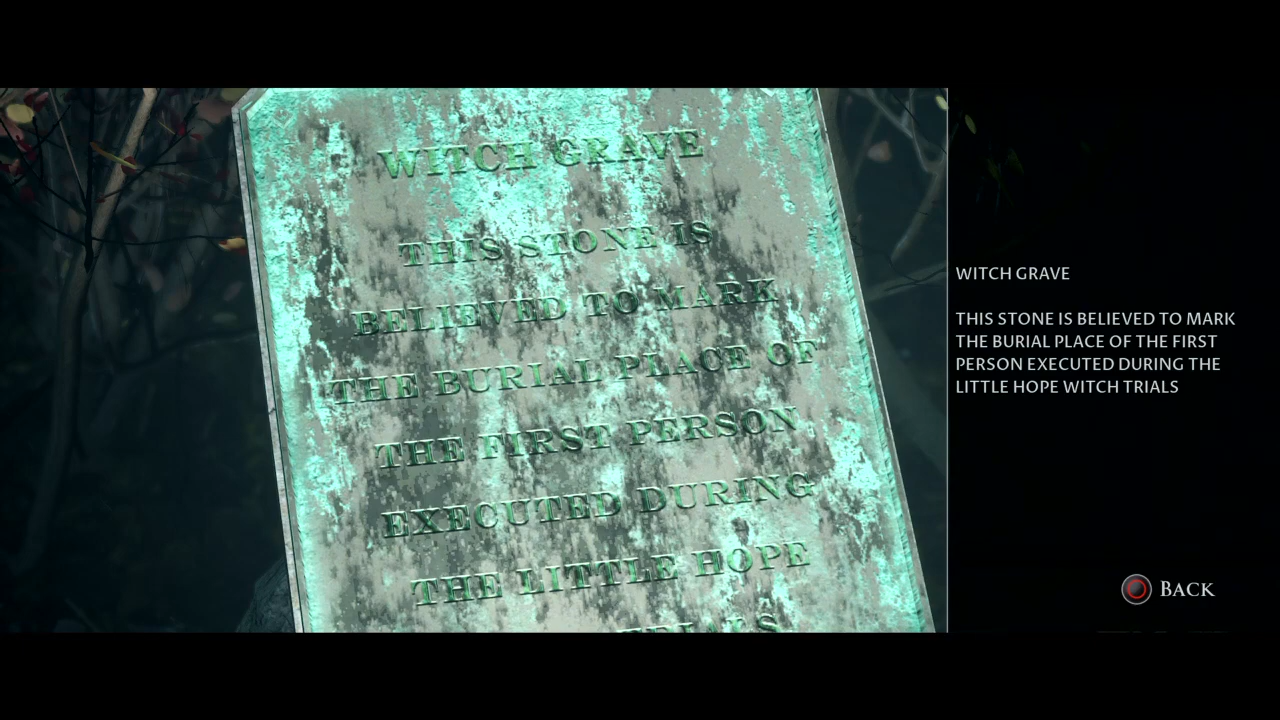 WITCH GRAVE
THIS STONE IS
BELIEVED TO MARK
THE BURIAL PLACE OF
THE FIRST PERSON
EXECUTED DURING
THE LITTLE HOPE
TRIALS
WITCH GRAVE
THIS STONE IS BELIEVED TO MARK
THE BURIAL PLACE OF THE FIRST
PERSON EXECUTED DURING THE
LITTLE HOPE WITCH TRIALS
BACK